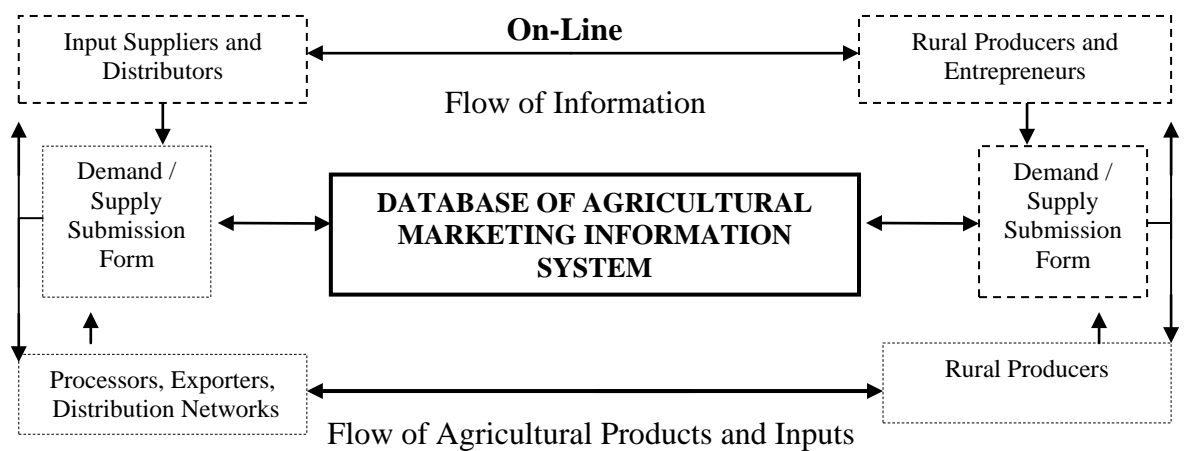 Input Suppliers and
Distributors
On-Line
Rural Producers and
Entrepreneurs
Flow of Information
Demand /
Supply
Submission
Form
DATABASE OF AGRICULTURAL
MARKETING INFORMATION
SYSTEM
Demand /
Supply
Submission
Form
Processors, Exporters,
Distribution Networks
Rural Producers
Flow of Agricultural Products and Inputs